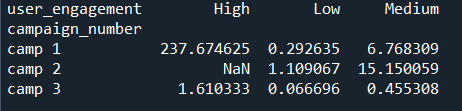 user_engagement High Low Medium
campaign_number
camp 1 237.674625 0.292635 6.768309
camp 2 NaN 1.109067 15.150059
camp 3 1.610333 0.066696 0.455308